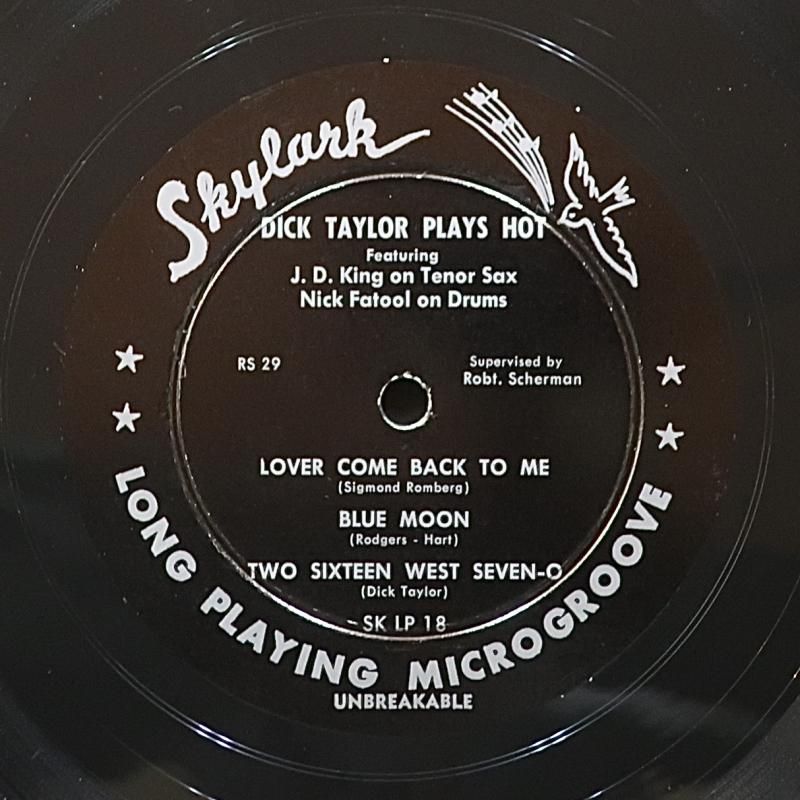 Skylark
DICK TAYLOR PLAYS HOT
Featuring
J. D. King on Tenor Sax
Nick Fatool on Drums
RS 29
Supervised by
Robt. Scherman
LOVER COME BACK TO ME
(Sigmond Romberg)
BLUE MOON
(Rodgers - Hart)
TWO SIXTEEN WEST SEVEN-O
(Dick Taylor)
SK LP 18
LONG PLAYING MICROGROOVE
UNBREAKABLE